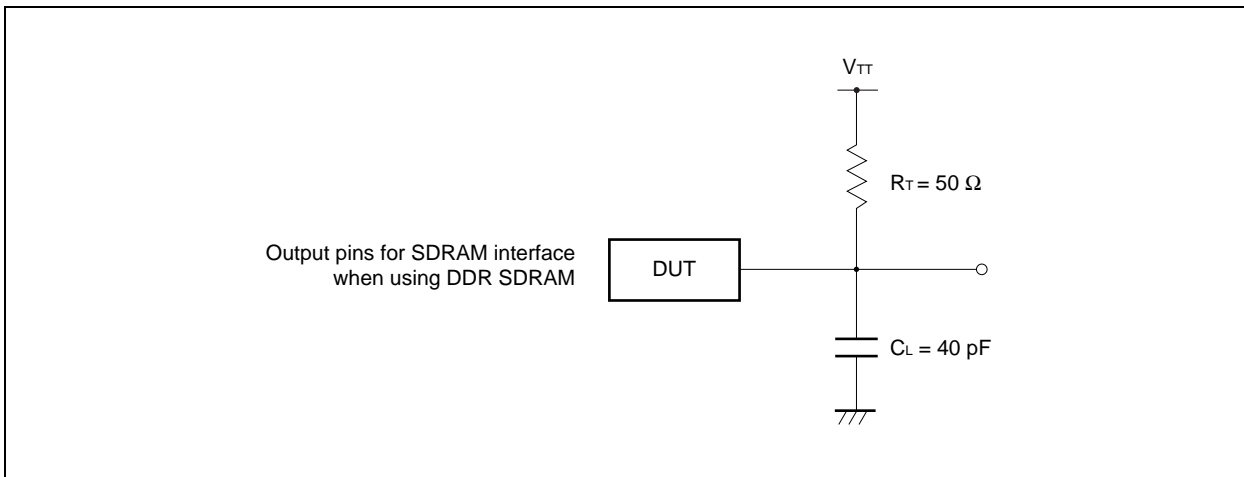 VTT
RT = 50 Ω
Output pins for SDRAM interface
when using DDR SDRAM
DUT
CL = 40 pF